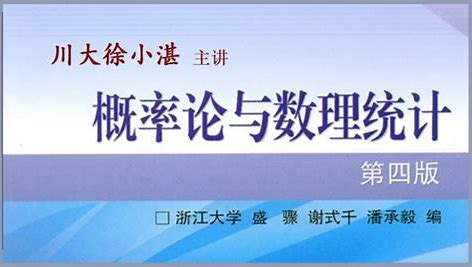 川大徐小湛 主讲
概率论与数理统计
第四版
□ 浙江大学 盛 骤 谢式千 潘承毅 编